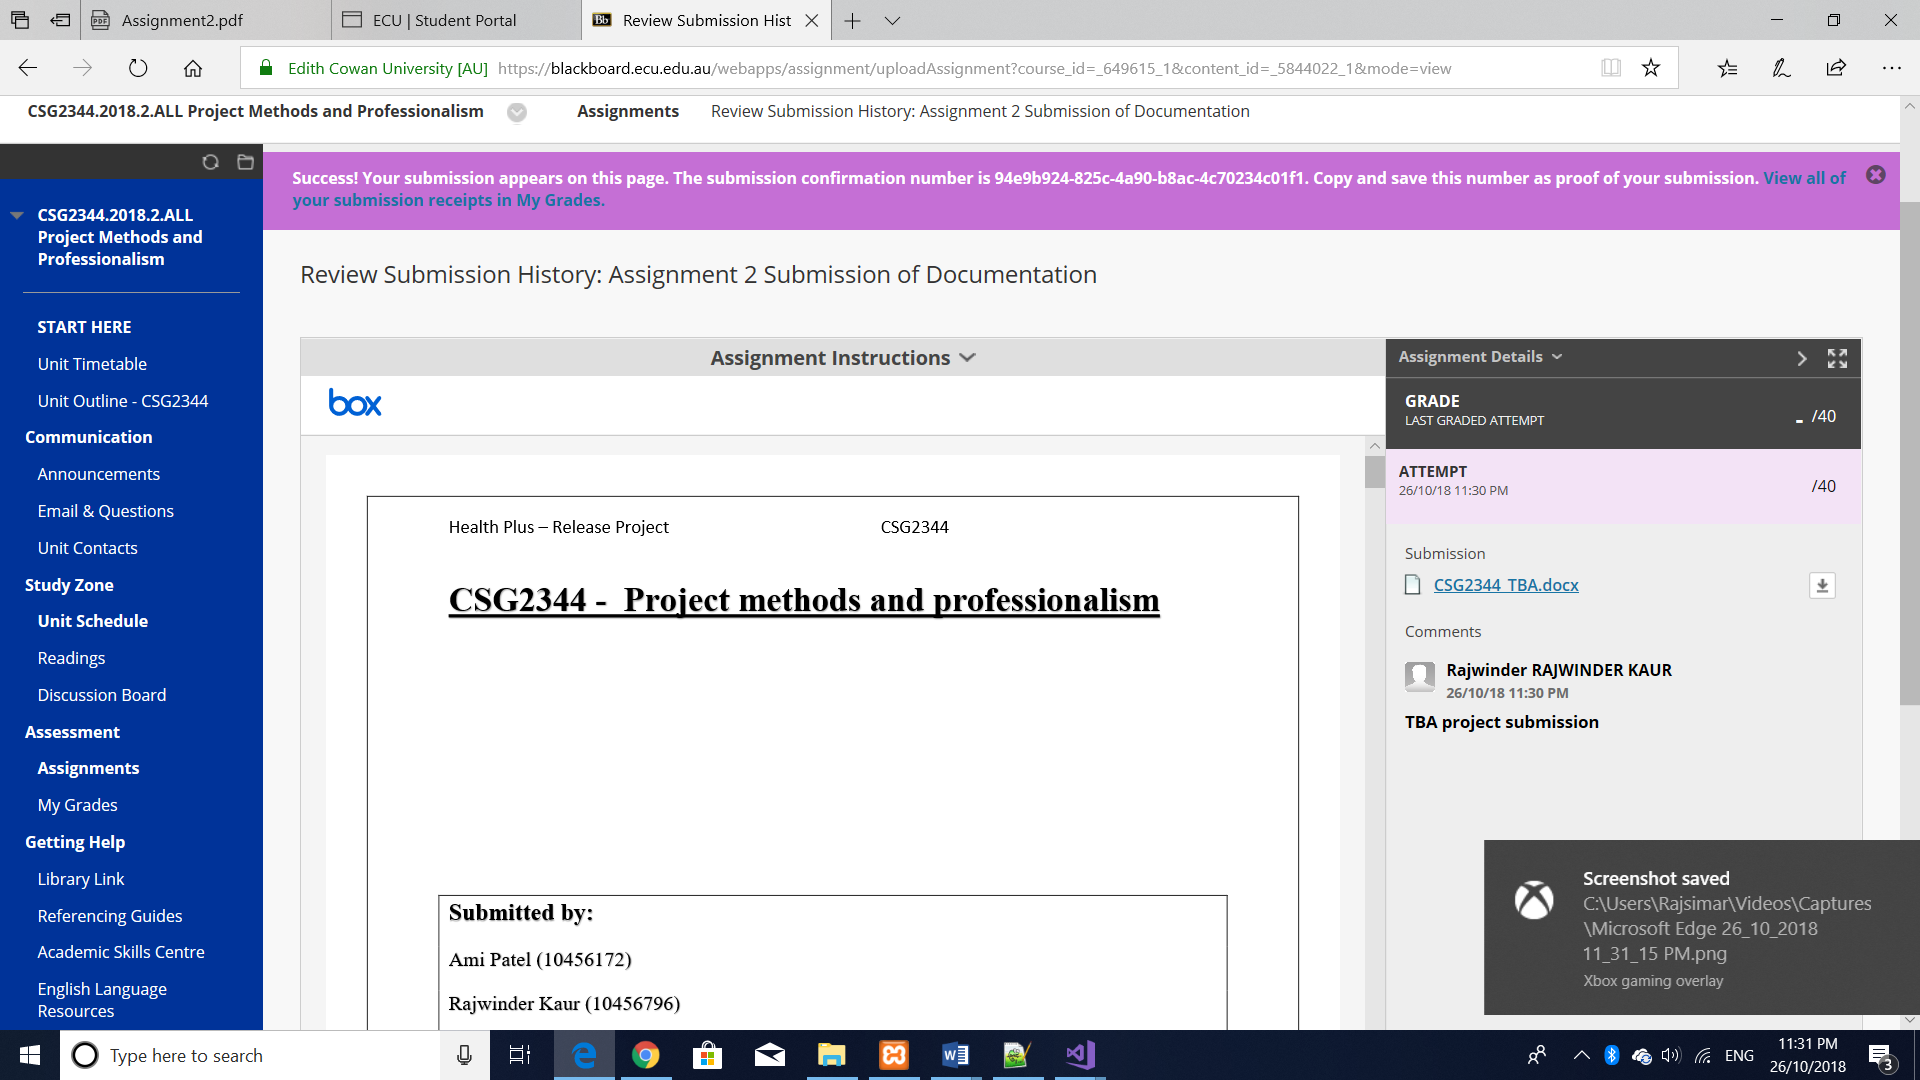 Assignment2.pdf
ECU | Student Portal
Bb Review Submission Hist
Edith Cowan University [AU] https://blackboard.ecu.edu.au/webapps/assignment/uploadAssignment?course_id=_649615_1&content_id=_5844022_1&mode=view
CSG2344.2018.2.ALL Project Methods and Professionalism Assignments Review Submission History: Assignment 2 Submission of Documentation
Success! Your submission appears on this page. The submission confirmation number is 94e9b924-825c-4a90-b8ac-4c70234c01f1. Copy and save this number as proof of your submission. View all of
your submission receipts in My Grades.
CSG2344.2018.2.ALL
Project Methods and
Professionalism
START HERE
Unit Timetable
Unit Outline - CSG2344
Communication
Announcements
Email & Questions
Unit Contacts
Study Zone
Unit Schedule
Readings
Discussion Board
Assessment
Assignments
My Grades
Getting Help
Library Link
Referencing Guides
Academic Skills Centre
English Language
Resources
Review Submission History: Assignment 2 Submission of Documentation
Assignment Instructions
box
Health Plus – Release Project CSG2344
CSG2344 - Project methods and professionalism
Submitted by:
Ami Patel (10456172)
Rajwinder Kaur (10456796)
Assignment Details
GRADE
LAST GRADED ATTEMPT
- /40
ATTEMPT
26/10/18 11:30 PM
/40
Submission
CSG2344_TBA.docx
Comments
Rajwinder RAJWINDER KAUR
26/10/18 11:30 PM
TBA project submission
Screenshot saved
C:\Users\Rajsimar\Videos\Captures
\Microsoft Edge 26_10_2018
11_31_15 PM.png
Xbox gaming overlay
Type here to search
ENG
11:31 PM
26/10/2018
3